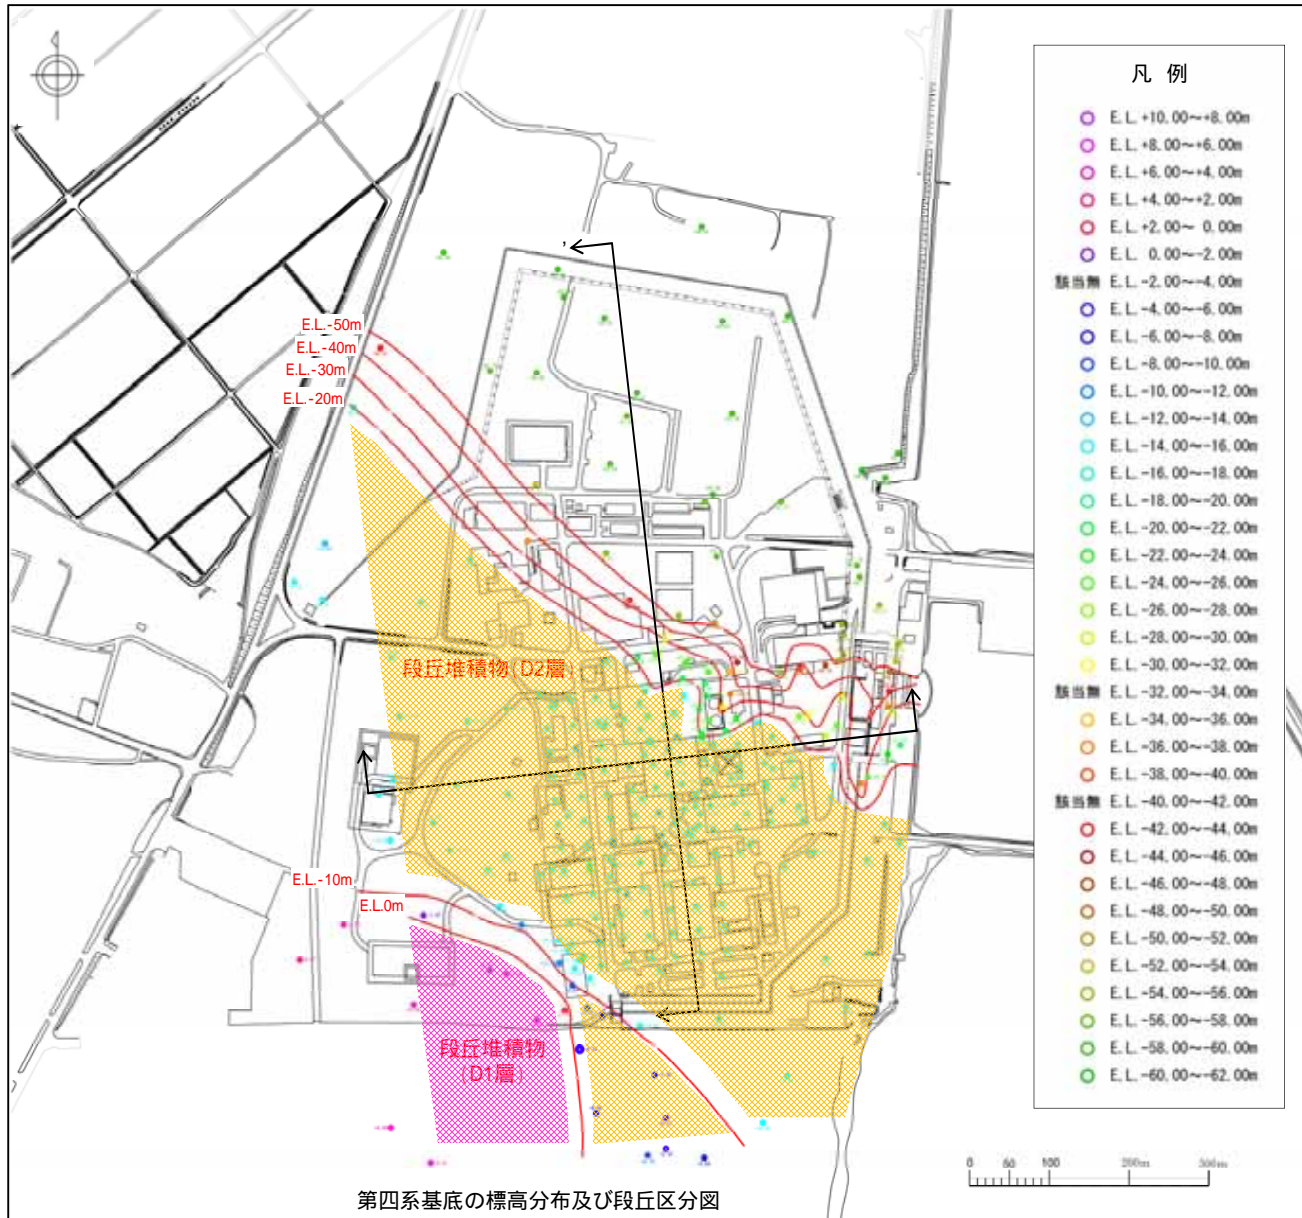 凡 例
E.L. +10.00～+8.00m
E.L. +8.00～+6.00m
E.L. +6.00～+4.00m
E.L. +4.00～+2.00m
E.L. +2.00～ 0.00m
E.L. 0.00～-2.00m
該当無 E.L. -2.00～-4.00m
E.L. -4.00～-6.00m
E.L. -6.00～-8.00m
E.L. -8.00～-10.00m
E.L. -10.00～-12.00m
E.L. -12.00～-14.00m
E.L. -14.00～-16.00m
E.L. -16.00～-18.00m
E.L. -18.00～-20.00m
E.L. -20.00～-22.00m
E.L. -22.00～-24.00m
E.L. -24.00～-26.00m
E.L. -26.00～-28.00m
E.L. -28.00～-30.00m
E.L. -30.00～-32.00m
該当無 E.L. -32.00～-34.00m
E.L. -34.00～-36.00m
E.L. -36.00～-38.00m
E.L. -38.00～-40.00m
該当無 E.L. -40.00～-42.00m
E.L. -42.00～-44.00m
E.L. -44.00～-46.00m
E.L. -46.00～-48.00m
E.L. -48.00～-50.00m
E.L. -50.00～-52.00m
E.L. -52.00～-54.00m
E.L. -54.00～-56.00m
E.L. -56.00～-58.00m
E.L. -58.00～-60.00m
E.L. -60.00～-62.00m
E.L.-50m
E.L.-40m
E.L.-30m
E.L.-20m
段丘堆積物(D2層)
E.L.-10m
E.L.0m
段丘堆積物
(D1層)
0 50 100 200m 300m
第四系基底の標高分布及び段丘区分図